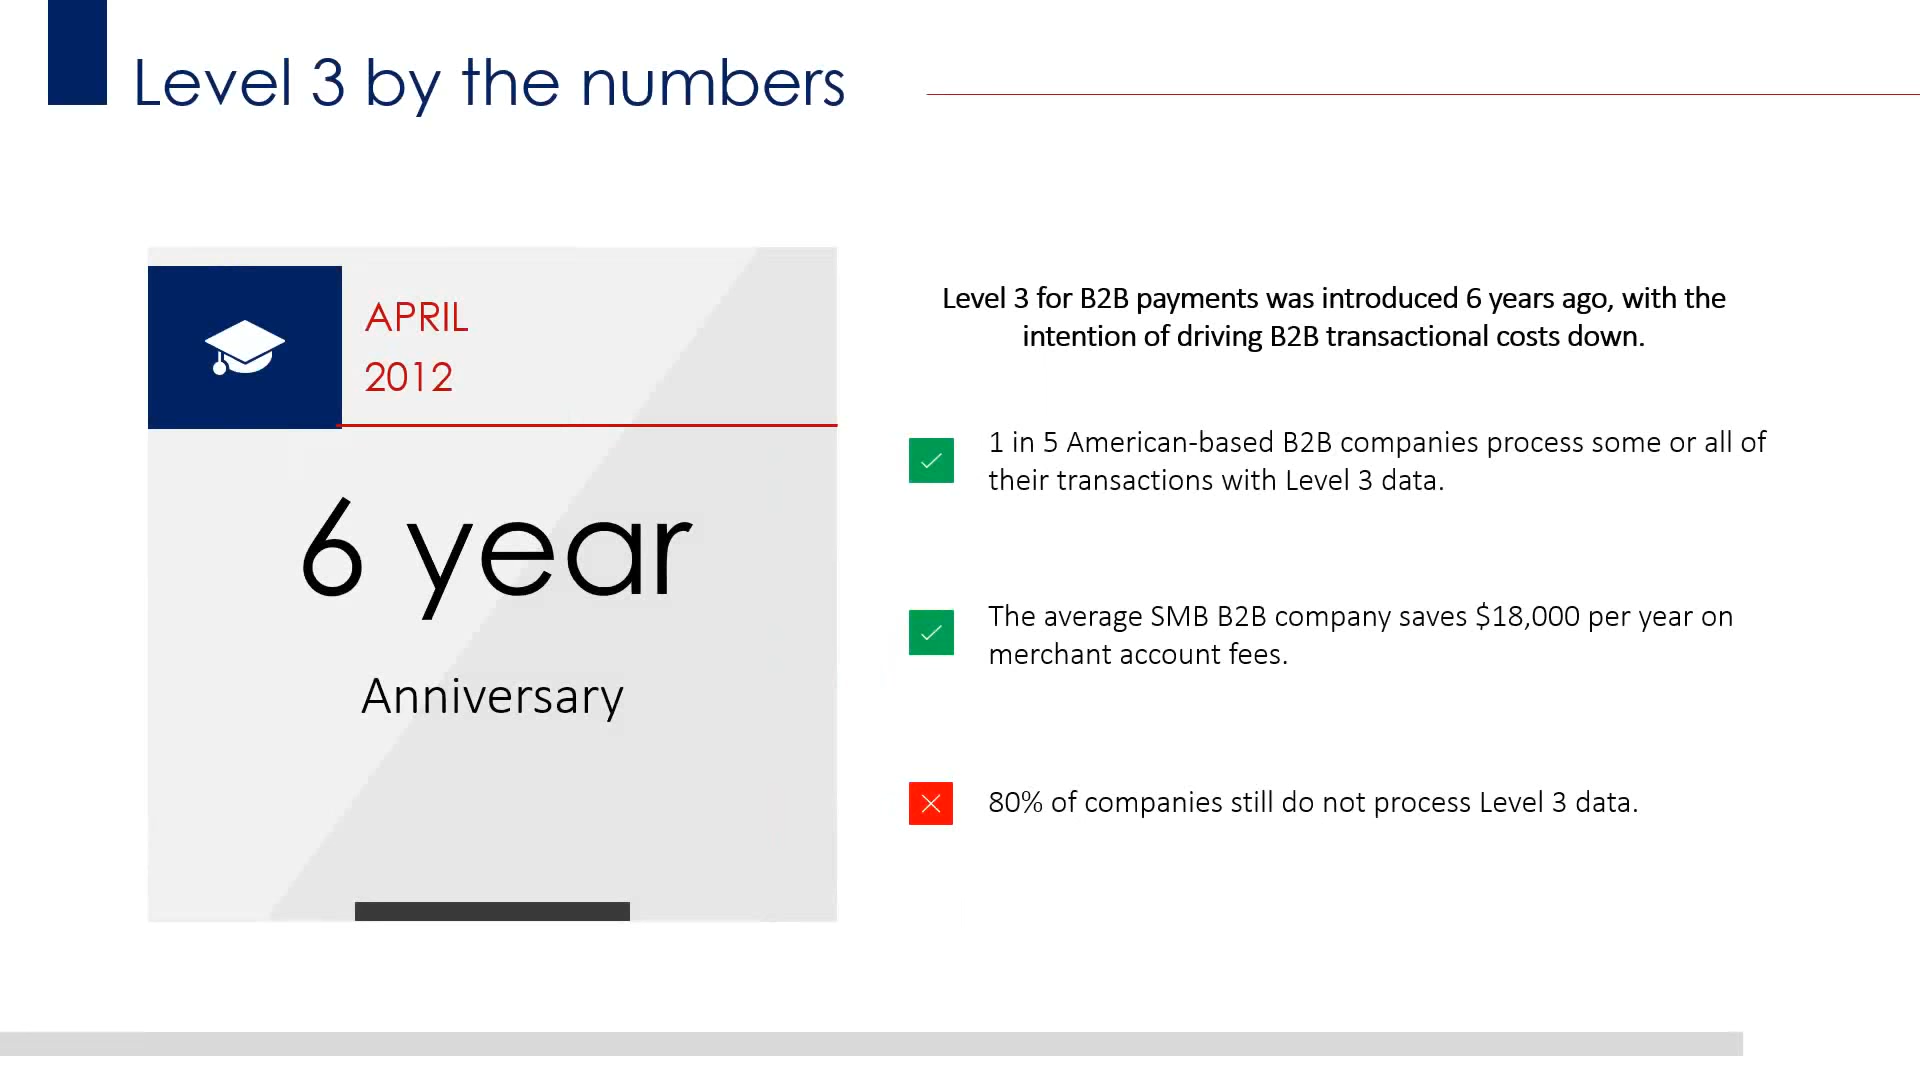 Level 3 by the numbers
APRIL
2012
6 year
Anniversary
Level 3 for B2B payments was introduced 6 years ago, with the
intention of driving B2B transactional costs down.
1 in 5 American-based B2B companies process some or all of
their transactions with Level 3 data.
The average SMB B2B company saves $18,000 per year on
merchant account fees.
80% of companies still do not process Level 3 data.